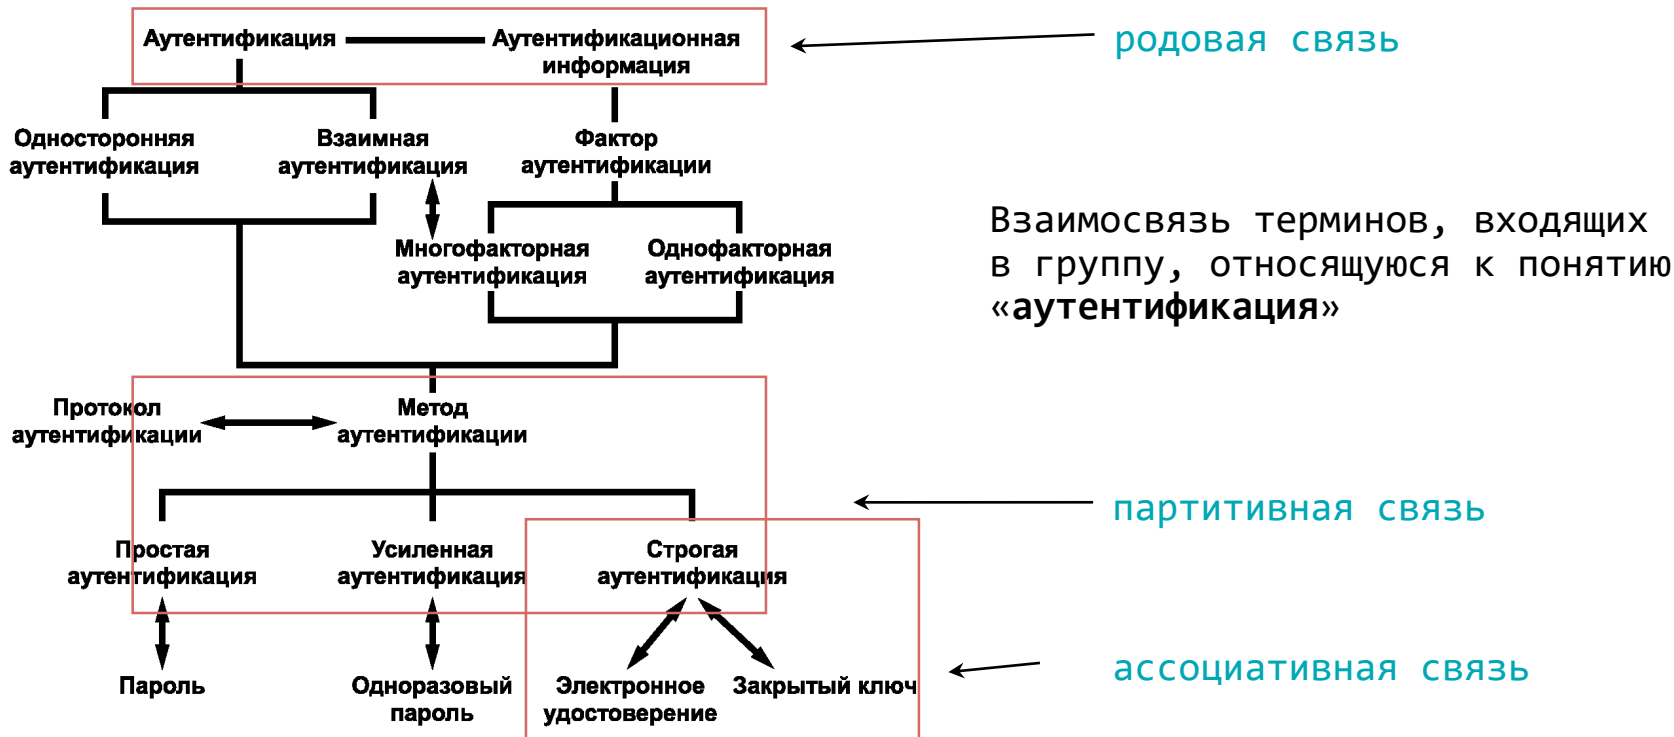 Аутентификация
Аутентификационная
информация
родовая связь
Односторонняя
аутентификация
Взаимная
аутентификация
Фактор
аутентификации
Многофакторная
аутентификация
Однофакторная
аутентификация
Взаимосвязь терминов, входящих
в группу, относящуюся к понятию
«аутентификация»
Протокол
аутентификации
Метод
аутентификации
партитивная связь
Простая
аутентификация
Усиленная
аутентификация
Строгая
аутентификация
Пароль
Одноразовый
пароль
Электронное
удостоверение
Закрытый ключ
ассоциативная связь